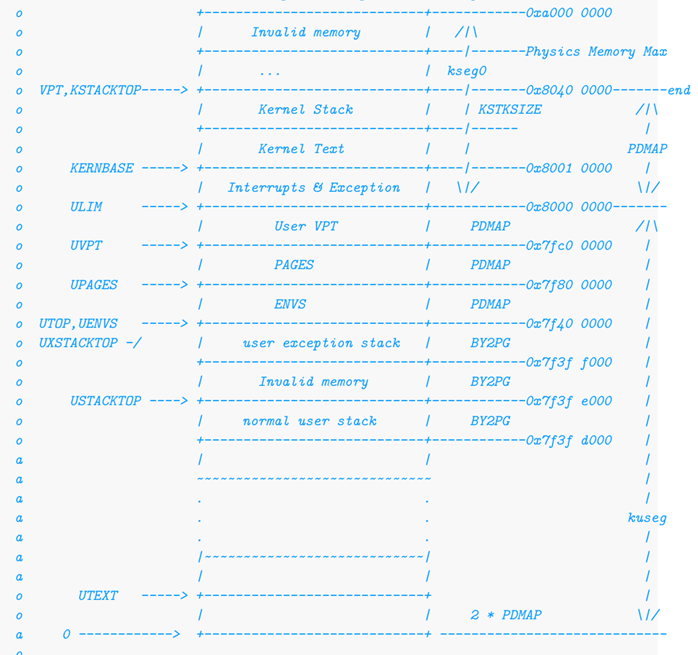 o                       +----------------------------+------------0xa000 0000
o                       |      Invalid memory        |   /|\
o                       +----------------------------+----|-------Physics Memory Max
o                       |       ...                  |  kseg0
o  VPT,KSTACKTOP-----> +----------------------------+----|-------0x8040 0000-------end
o                       |       Kernel Stack         |    | KSTKSIZE            /|\
o                       +----------------------------+----|------                |
o                       |       Kernel Text          |    |                    PDMAP
o      KERNBASE -----> +----------------------------+----|-------0x8001 0000    |
o                       |   Interrupts & Exception   |   \|/                    \|/
o      ULIM     -----> +----------------------------+------------0x8000 0000-------
o                       |         User VPT           |     PDMAP                /|\
o      UVPT     -----> +----------------------------+------------0x7fc0 0000    |
o                       |         PAGES              |     PDMAP                 |
o      UPAGES   -----> +----------------------------+------------0x7f80 0000    |
o                       |         ENVS               |     PDMAP                 |
o  UTOP,UENVS   -----> +----------------------------+------------0x7f40 0000    |
o  UXSTACKTOP -/       |     user exception stack   |     BY2PG                 |
o                       +----------------------------+------------0x7f3f f000    |
o                       |       Invalid memory       |     BY2PG                 |
o      USTACKTOP ----> +----------------------------+------------0x7f3f e000    |
o                       |     normal user stack      |     BY2PG                 |
o                       +----------------------------+------------0x7f3f d000    |
a                       |                            |                           |
a                       ~~~~~~~~~~~~~~~~~~~~~~~~~~~~~~                           |
a                       .                            .                           |
a                       .                            .                         kuseg
a                       .                            .                           |
a                       |~~~~~~~~~~~~~~~~~~~~~~~~~~~~|                           |
a                       |                            |                           |
o       UTEXT   -----> +----------------------------+                           |
o                       |                            |     2 * PDMAP            \|/
a     0 ------------>  +----------------------------+ -----------------------------
o